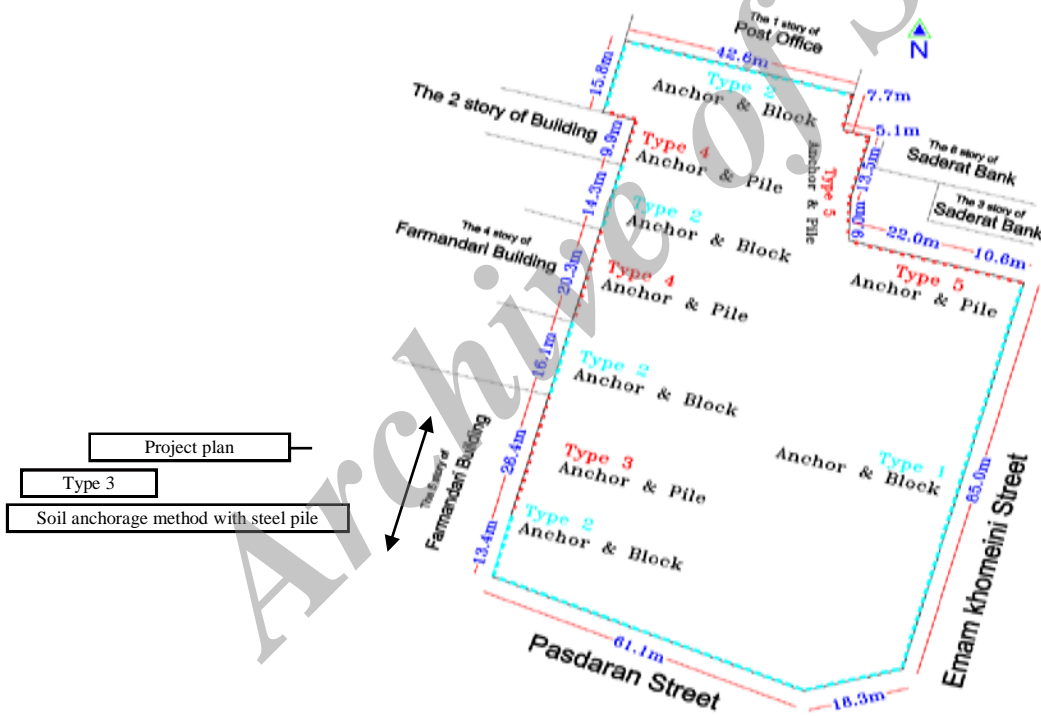 The 1 story of
Post Office
N
42.6m
15.8m
Type 2
Anchor & Block
7.7m
The 2 story of Building
9.9m
5.1m
Type 4
Anchor & Pile
Type 5
Anchor & Pile
13.5m
The 6 story of
Saderat Bank
The 3 story of
Saderat Bank
14.3m
Type 2
Anchor & Block
9.0m
22.0m
10.6m
The 4 story of
Farmandari Building
20.3m
Type 4
Anchor & Pile
Type 5
Anchor & Pile
16.1m
Type 2
Anchor & Block
Project plan
Type 3
Soil anchorage method with steel pile
The 5 story of
Farmandari Building
Type 3
Anchor & Pile
Type 1
Anchor & Block
Emam khomeini Street
13.4m
Type 2
Anchor & Block
61.1m
Pasdaran Street
18.3m
Archive of S